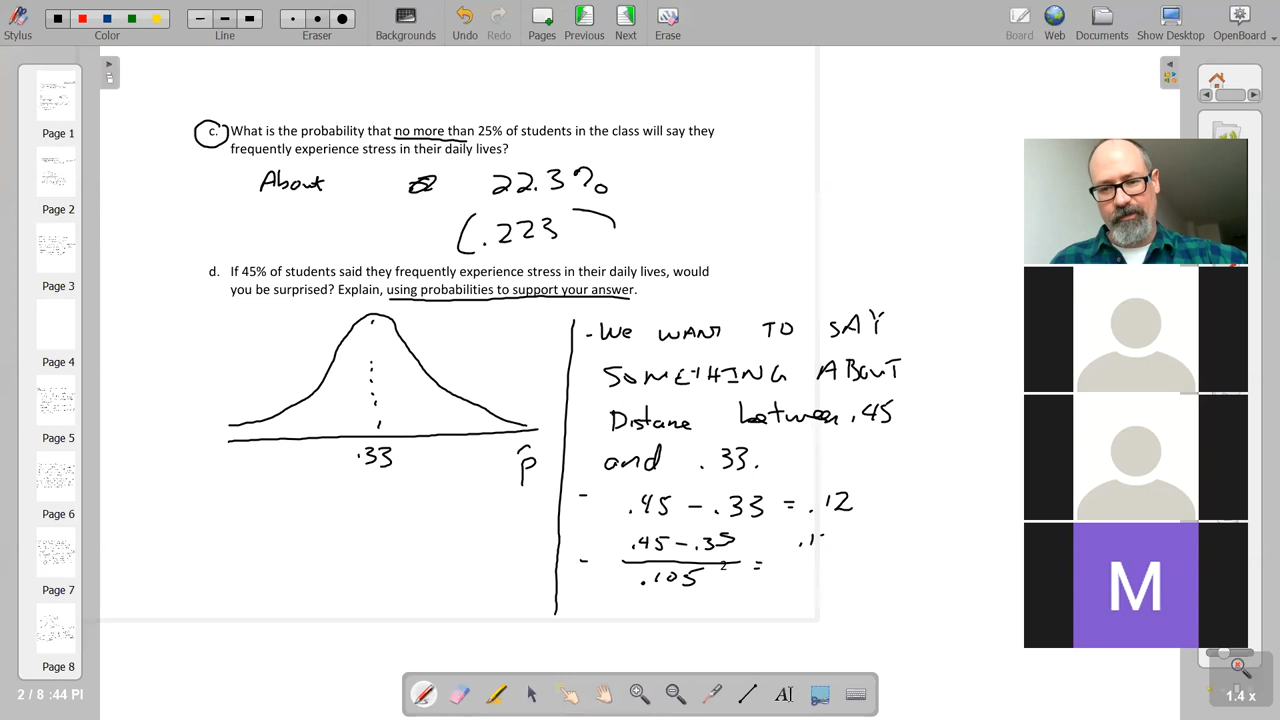 Stylus
Color
Line
Eraser
Backgrounds
Undo
Redo
Pages
Previous
Next
Erase
Board
Web
Documents
Show Desktop
OpenBoard
Page 1
Page 2
Page 3
Page 4
Page 5
Page 6
Page 7
Page 8
2 / 8 :44 PI
c. What is the probability that no more than 25% of students in the class will say they
frequently experience stress in their daily lives?
About 22.3%
(.223
d. If 45% of students said they frequently experience stress in their daily lives, would
you be surprised? Explain, using probabilities to support your answer.
.33
p̂
- WE WANT TO SAY
SOMETHING ABOUT
Distance between .45
and .33.
- .45 - .33 = .12
- .45 - .33
.105
=
M
1.4 x